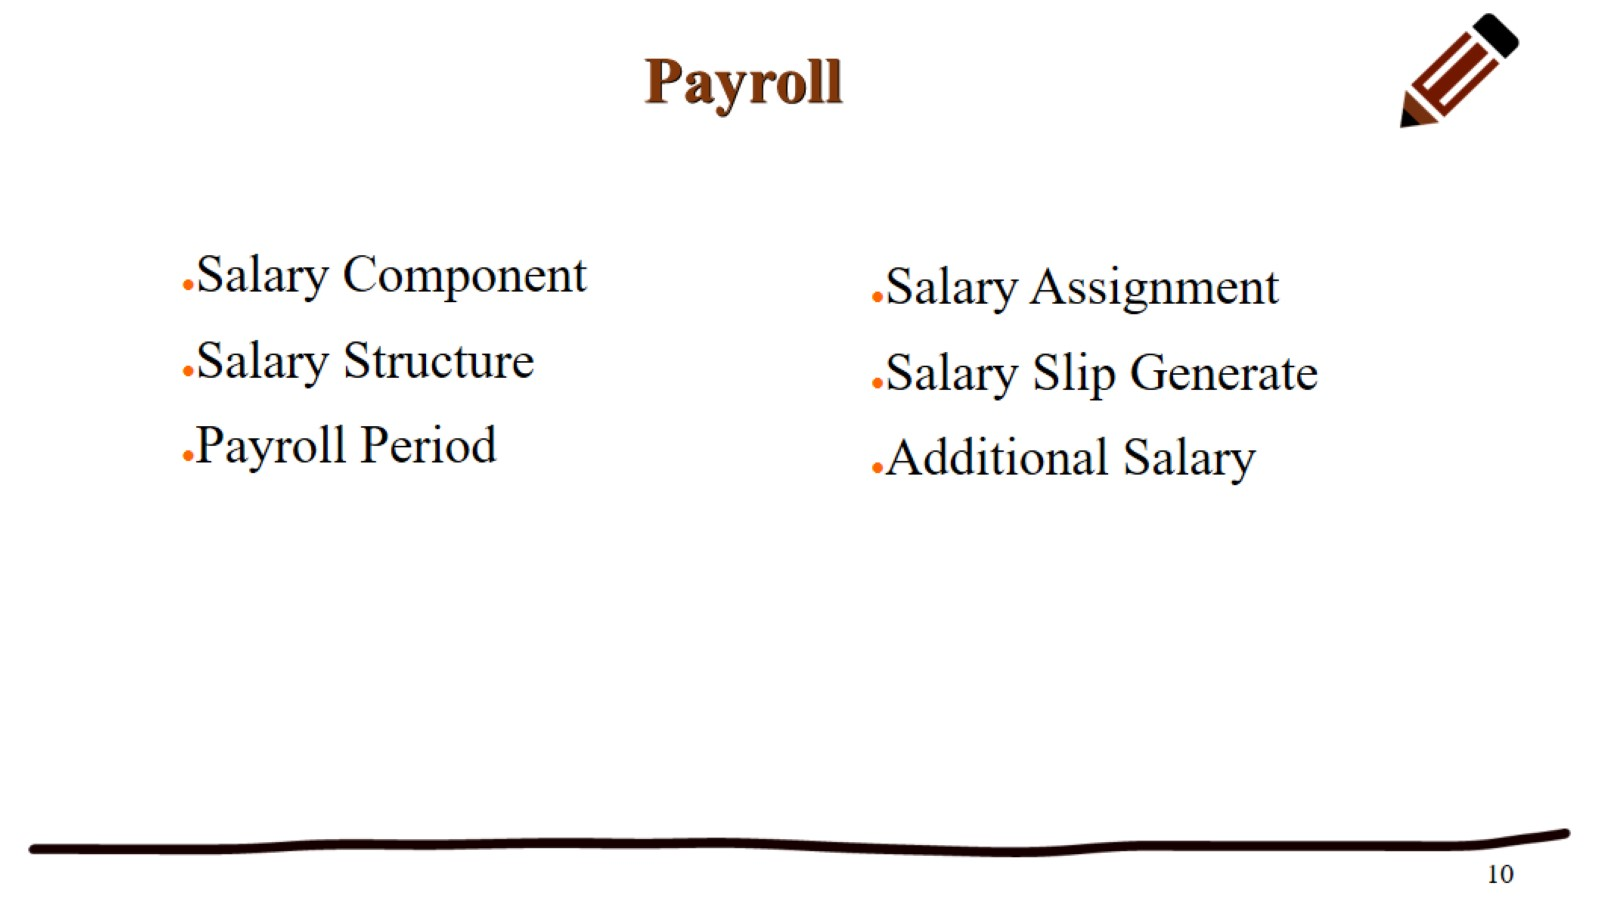 Payroll
•Salary Component
•Salary Structure
•Payroll Period
•Salary Assignment
•Salary Slip Generate
•Additional Salary
10